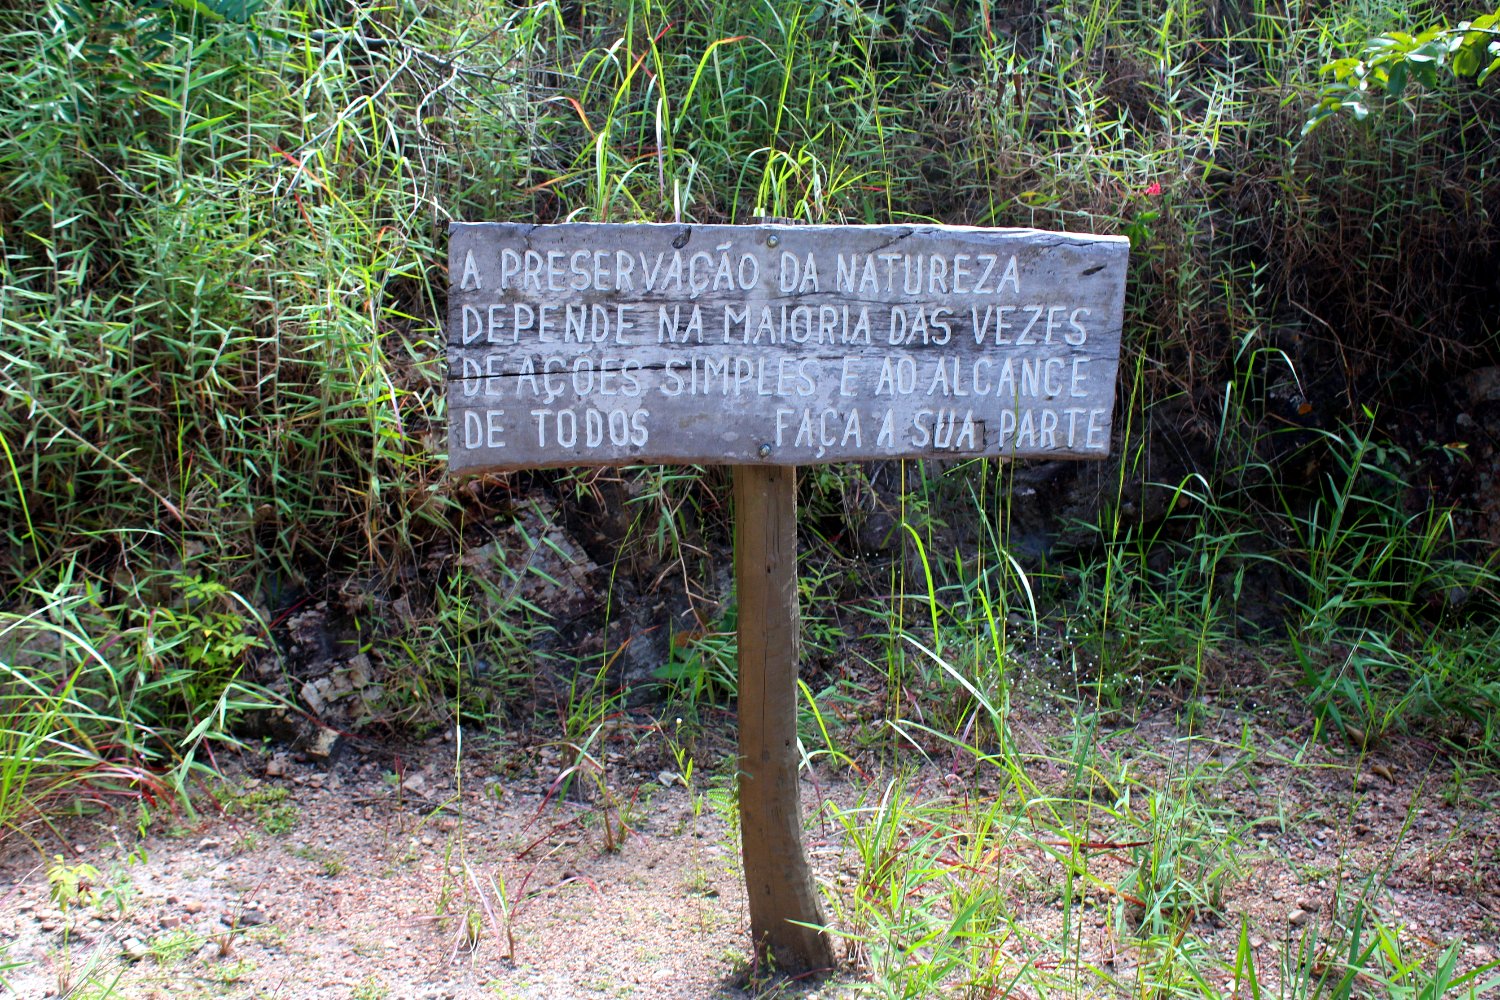 A PRESERVAÇÃO DA NATUREZA
DEPENDE NA MAIORIA DAS VEZES
DE AÇÕES SIMPLES E AO ALCANCE
DE TODOS FAÇA A SUA PARTE